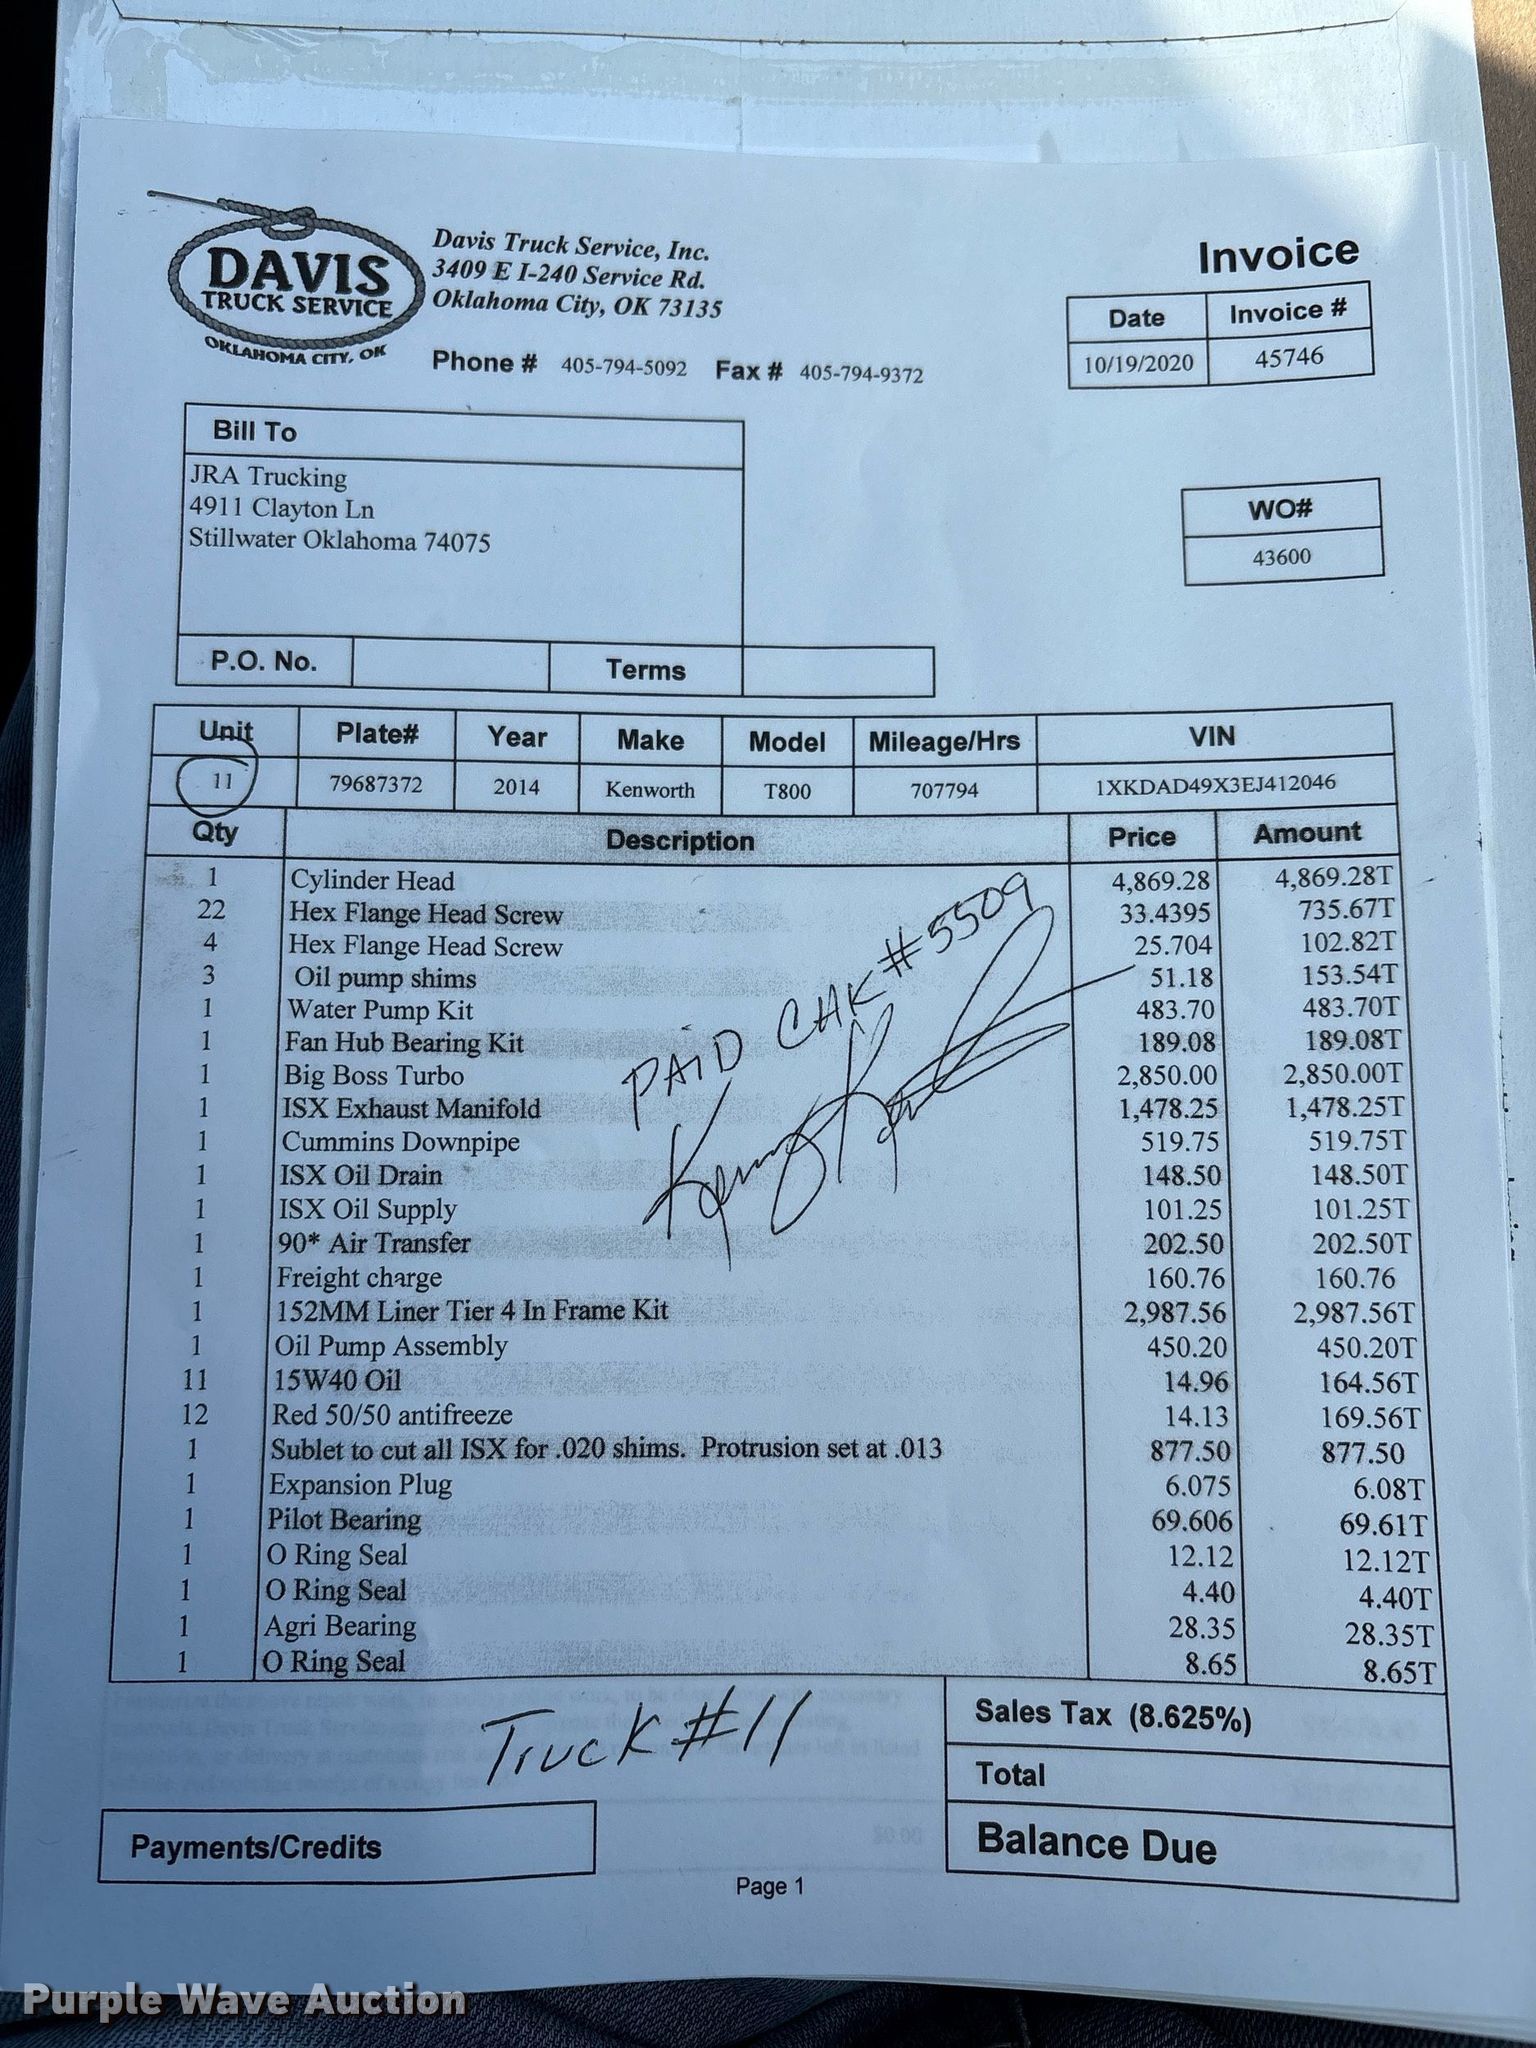 DAVIS
TRUCK SERVICE
OKLAHOMA CITY, OK
Davis Truck Service, Inc.
3409 E I-240 Service Rd.
Oklahoma City, OK 73135
Phone # 405-794-5092 Fax # 405-794-9372
Invoice
Date Invoice #
10/19/2020 45746
Bill To
JRA Trucking
4911 Clayton Ln
Stillwater Oklahoma 74075
WO#
43600
P.O. No. Terms
Unit Plate# Year Make Model Mileage/Hrs VIN
11 79687372 2014 Kenworth T800 707794 1XKDAD49X3EJ412046
Qty Description Price Amount
1 Cylinder Head 4,869.28 4,869.28T
22 Hex Flange Head Screw 33.4395 735.67T
4 Hex Flange Head Screw 25.704 102.82T
3 Oil pump shims 51.18 153.54T
1 Water Pump Kit 483.70 483.70T
1 Fan Hub Bearing Kit 189.08 189.08T
1 Big Boss Turbo 2,850.00 2,850.00T
1 ISX Exhaust Manifold 1,478.25 1,478.25T
1 Cummins Downpipe 519.75 519.75T
1 ISX Oil Drain 148.50 148.50T
1 ISX Oil Supply 101.25 101.25T
1 90* Air Transfer 202.50 202.50T
1 Freight charge 160.76 160.76
1 152MM Liner Tier 4 In Frame Kit 2,987.56 2,987.56T
1 Oil Pump Assembly 450.20 450.20T
11 15W40 Oil 14.96 164.56T
12 Red 50/50 antifreeze 14.13 169.56T
1 Sublet to cut all ISX for .020 shims. Protrusion set at .013 877.50 877.50
1 Expansion Plug 6.075 6.08T
1 Pilot Bearing 69.606 69.61T
1 O Ring Seal 12.12 12.12T
1 O Ring Seal 4.40 4.40T
1 Agri Bearing 28.35 28.35T
1 O Ring Seal 8.65 8.65T
PAID CHK #5509
Truck #11
Sales Tax (8.625%)
Total
Balance Due
Payments/Credits
Page 1
Purple Wave Auction